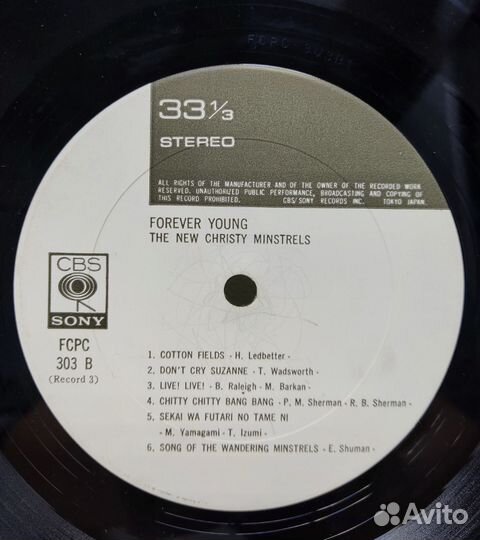 FCPC 303B1
33 1/3
STEREO
ALL RIGHTS OF THE MANUFACTURER AND OF THE OWNER OF THE RECORDED WORK
RESERVED. UNAUTHORIZED PUBLIC PERFORMANCE, BROADCASTING AND COPYING OF
THIS RECORD PROHIBITED. CBS/SONY RECORDS INC. TOKYO JAPAN.
FOREVER YOUNG
THE NEW CHRISTY MINSTRELS
CBS
SONY
FCPC
303 B
(Record 3)
1. COTTON FIELDS - H. Ledbetter -
2. DON'T CRY SUZANNE - T. Wadsworth -
3. LIVE! LIVE! - B. Raleigh - M. Barkan -
4. CHITTY CHITTY BANG BANG - P. M. Sherman - R. B. Sherman -
5. SEKAI WA FUTARI NO TAME NI
- M. Yamagami - T. Izumi -
6. SONG OF THE WANDERING MINSTRELS - E. Shuman -
Avito